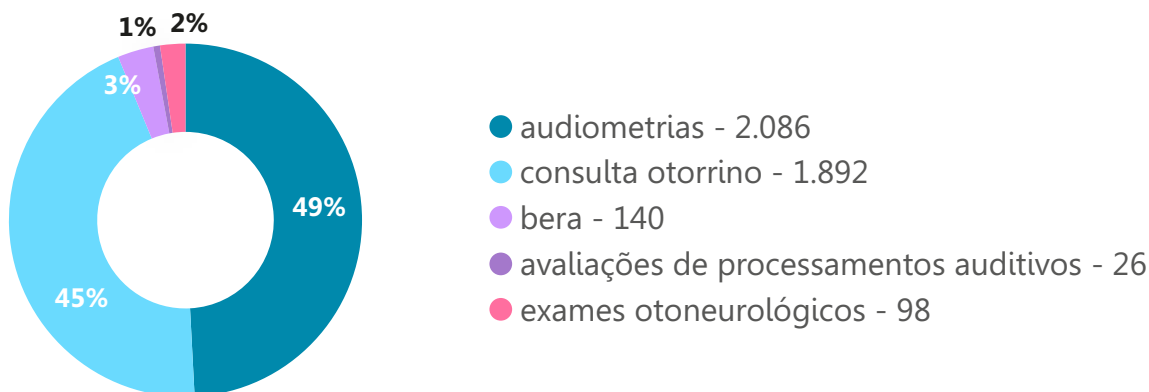 1% 2%
3%
49%
45%
audiometrias - 2.086
consulta otorrino - 1.892
bera - 140
avaliações de processamentos auditivos - 26
exames otoneurológicos - 98